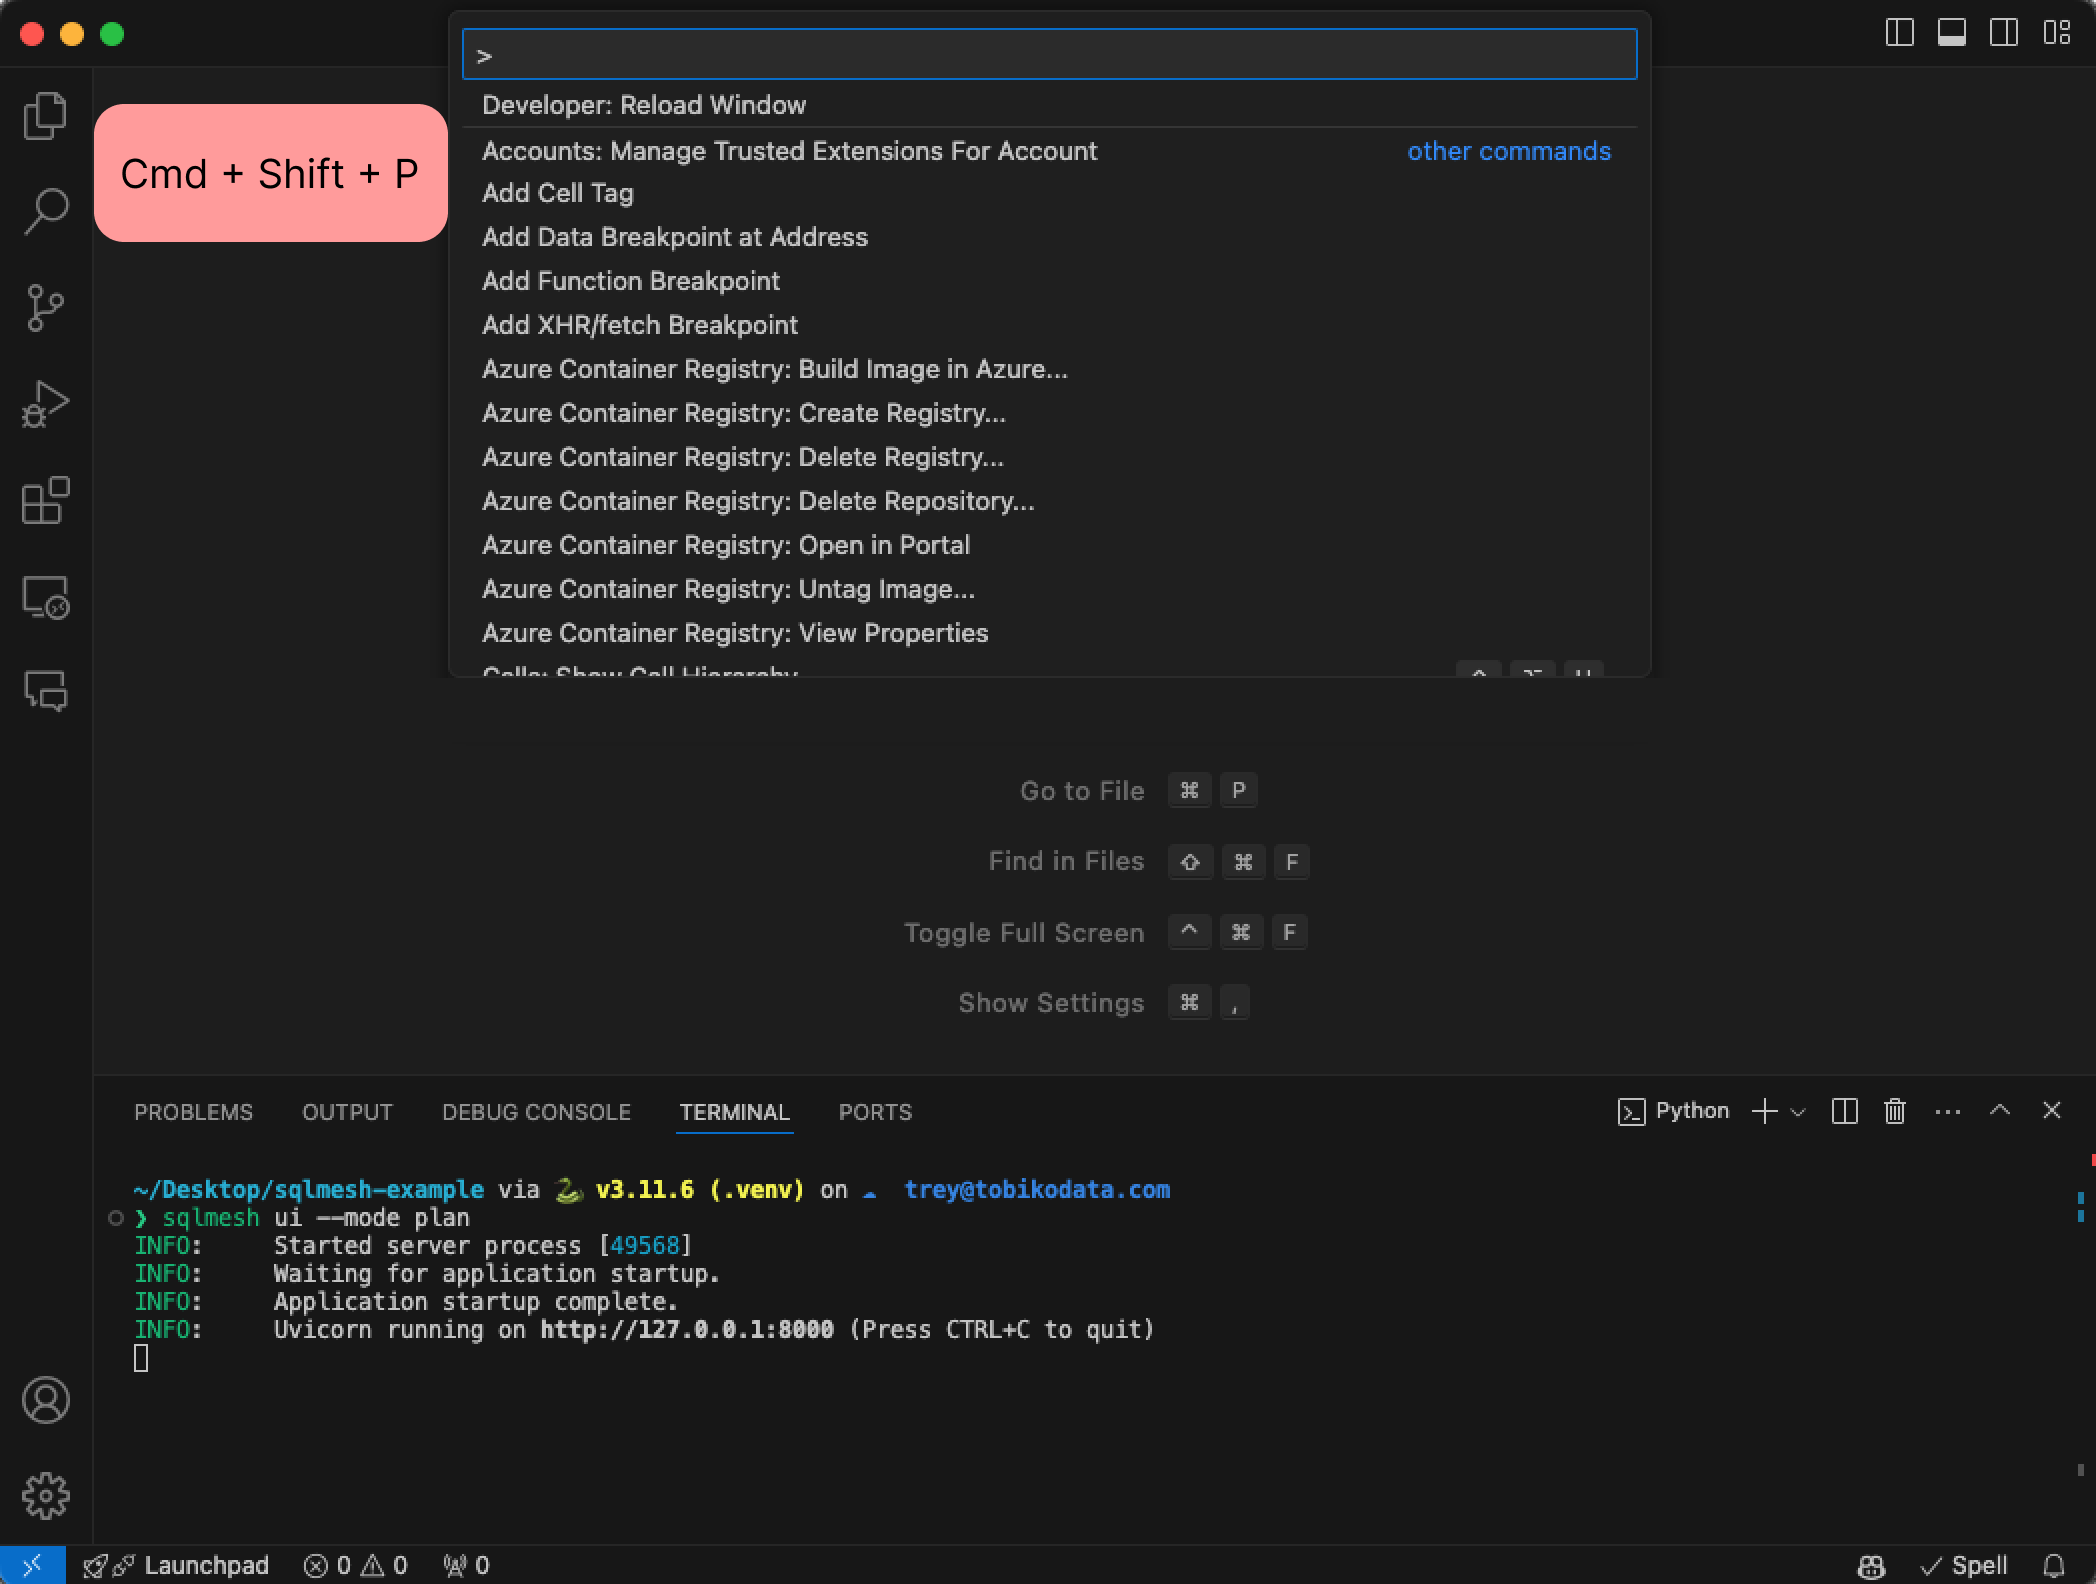 >
Developer: Reload Window
Cmd + Shift + P
Accounts: Manage Trusted Extensions For Account other commands
Add Cell Tag
Add Data Breakpoint at Address
Add Function Breakpoint
Add XHR/fetch Breakpoint
Azure Container Registry: Build Image in Azure...
Azure Container Registry: Create Registry...
Azure Container Registry: Delete Registry...
Azure Container Registry: Delete Repository...
Azure Container Registry: Open in Portal
Azure Container Registry: Untag Image...
Azure Container Registry: View Properties
Calls: Show Call Hierarchy
Go to File ⌘ P
Find in Files ⇧ ⌘ F
Toggle Full Screen ^ ⌘ F
Show Settings ⌘ ,
PROBLEMS OUTPUT DEBUG CONSOLE TERMINAL PORTS Python
~/Desktop/sqlmesh-example via 🐍 v3.11.6 (.venv) on ☁ trey@tobikodata.com
❯ sqlmesh ui --mode plan
INFO: Started server process [49568]
INFO: Waiting for application startup.
INFO: Application startup complete.
INFO: Uvicorn running on http://127.0.0.1:8000 (Press CTRL+C to quit)
Launchpad 0 0 0 Spell